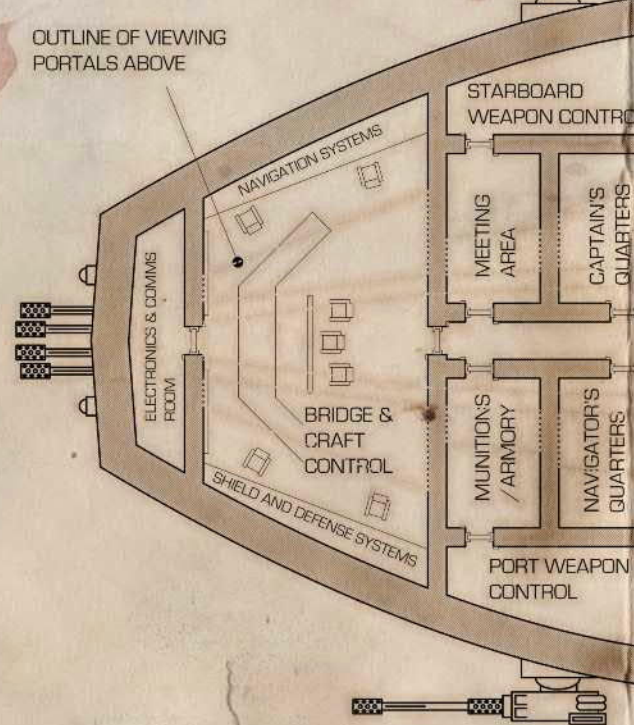 OUTLINE OF VIEWING
PORTALS ABOVE
STARBOARD
WEAPON CONTRO
NAVIGATION SYSTEMS
MEETING
AREA
CAPTAIN'S
QUARTERS
ELECTRONICS & COMMS
ROOM
BRIDGE &
CRAFT
CONTROL
MUNITIONS
/ ARMORY
NAVIGATOR'S
QUARTERS
SHIELD AND DEFENSE SYSTEMS
PORT WEAPON
CONTROL